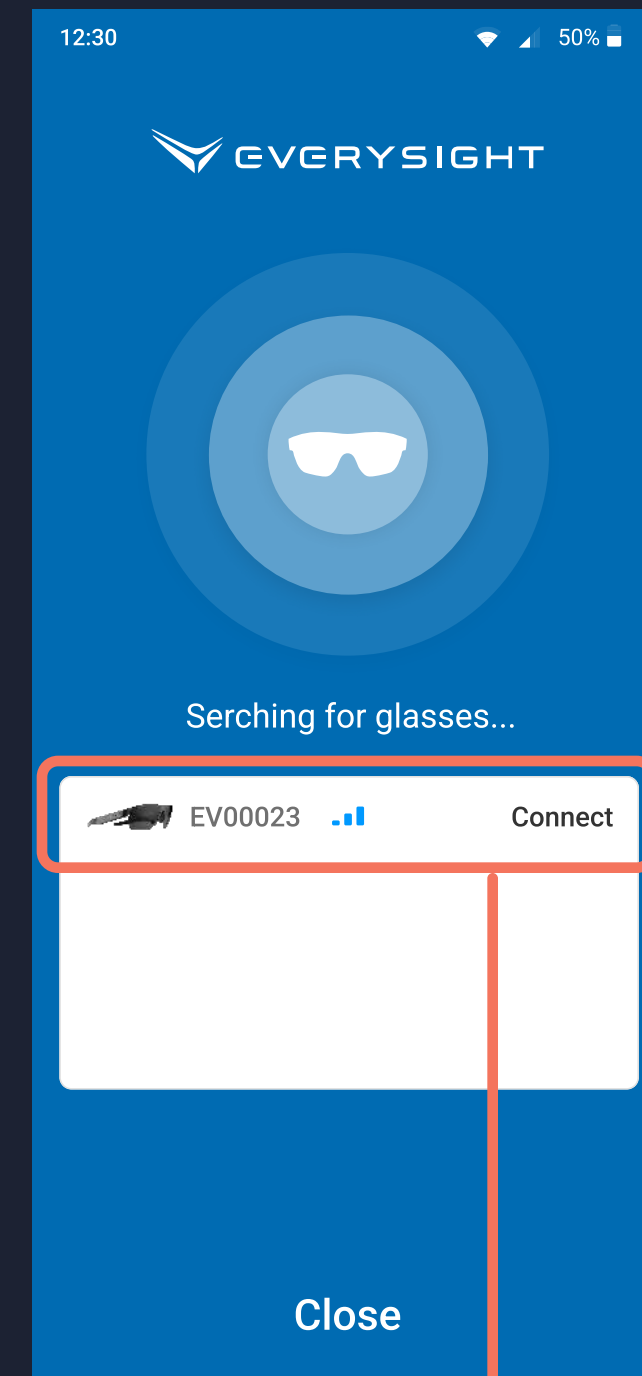 12:30 50%
EVERYSIGHT
Serching for glasses...
EV00023 Connect
Close